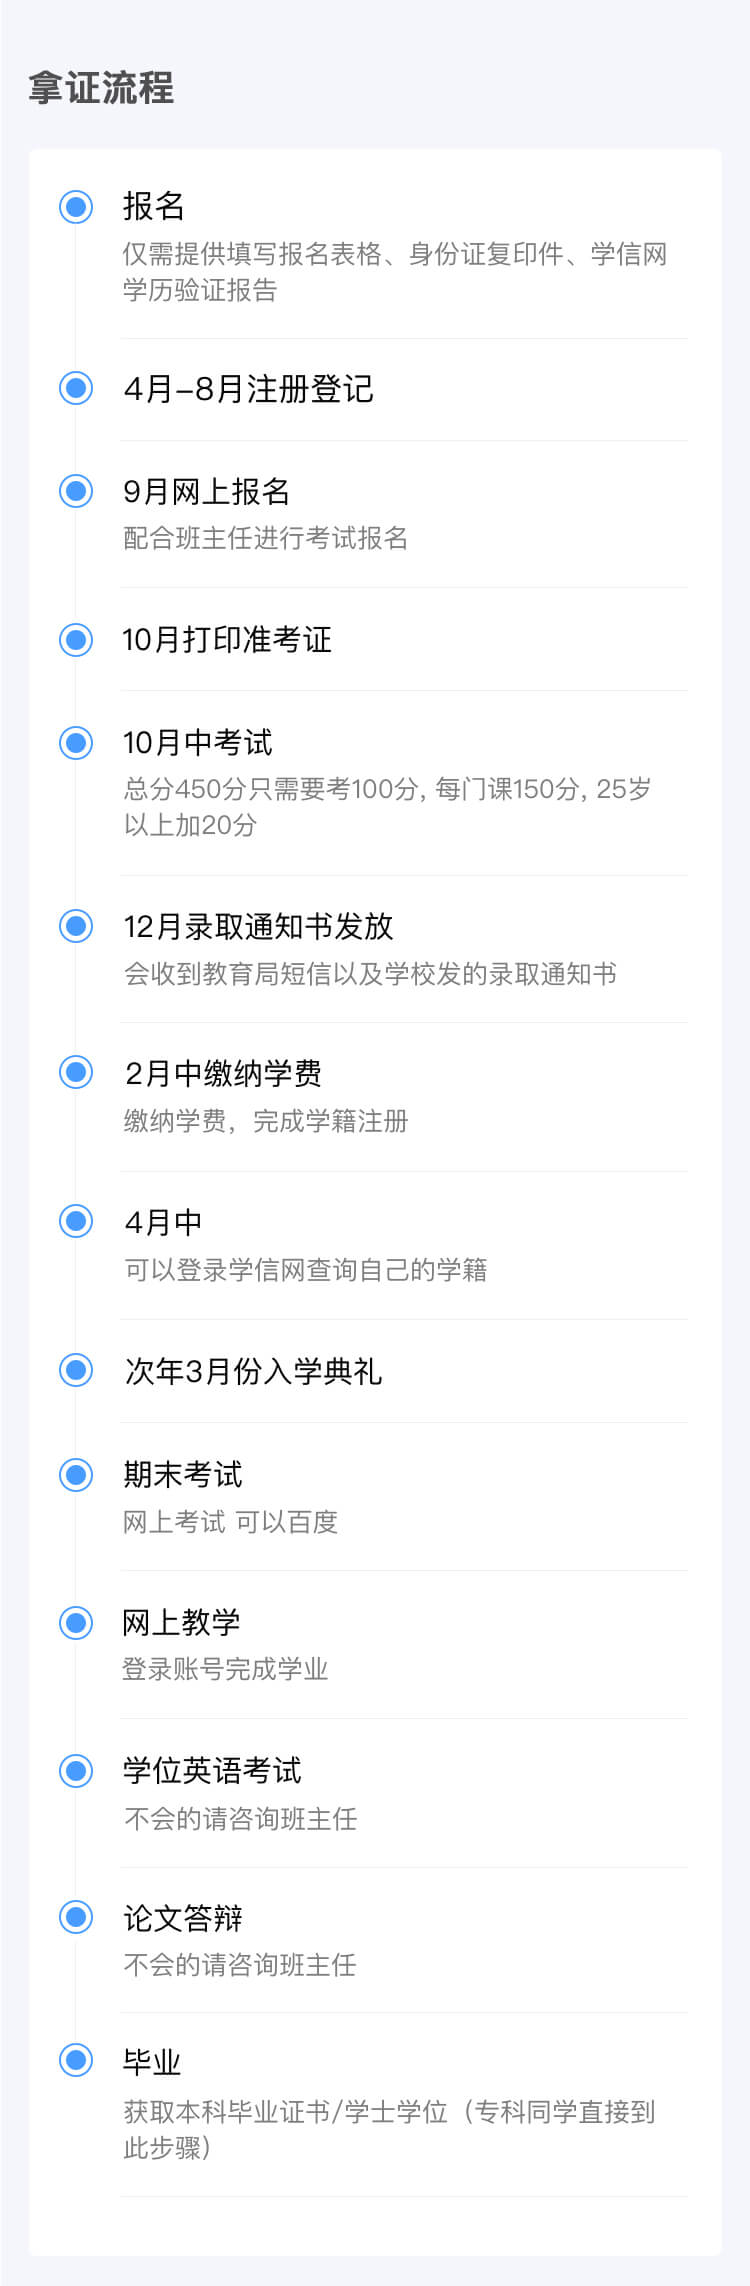 拿证流程
报名
仅需提供填写报名表格、身份证复印件、学信网
学历验证报告
4月-8月注册登记
9月网上报名
配合班主任进行考试报名
10月打印准考证
10月中考试
总分450分只需要考100分, 每门课150分, 25岁
以上加20分
12月录取通知书发放
会收到教育局短信以及学校发的录取通知书
2月中缴纳学费
缴纳学费，完成学籍注册
4月中
可以登录学信网查询自己的学籍
次年3月份入学典礼
期末考试
网上考试 可以百度
网上教学
登录账号完成学业
学位英语考试
不会的请咨询班主任
论文答辩
不会的请咨询班主任
毕业
获取本科毕业证书/学士学位（专科同学直接到
此步骤）